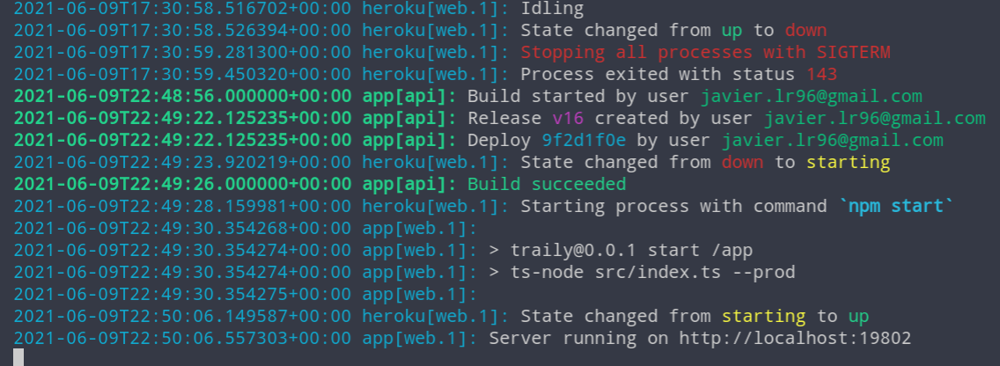 2021-06-09T17:30:58.516702+00:00 heroku[web.1]: Idling
2021-06-09T17:30:58.526394+00:00 heroku[web.1]: State changed from up to down
2021-06-09T17:30:59.281300+00:00 heroku[web.1]: Stopping all processes with SIGTERM
2021-06-09T17:30:59.450320+00:00 heroku[web.1]: Process exited with status 143
2021-06-09T22:48:56.000000+00:00 app[api]: Build started by user javier.lr96@gmail.com
2021-06-09T22:49:22.125235+00:00 app[api]: Release v16 created by user javier.lr96@gmail.com
2021-06-09T22:49:22.125235+00:00 app[api]: Deploy 9f2d1f0e by user javier.lr96@gmail.com
2021-06-09T22:49:23.920219+00:00 heroku[web.1]: State changed from down to starting
2021-06-09T22:49:26.000000+00:00 app[api]: Build succeeded
2021-06-09T22:49:28.159981+00:00 heroku[web.1]: Starting process with command `npm start`
2021-06-09T22:49:30.354268+00:00 app[web.1]:
2021-06-09T22:49:30.354274+00:00 app[web.1]: > traily@0.0.1 start /app
2021-06-09T22:49:30.354274+00:00 app[web.1]: > ts-node src/index.ts --prod
2021-06-09T22:49:30.354275+00:00 app[web.1]:
2021-06-09T22:50:06.149587+00:00 heroku[web.1]: State changed from starting to up
2021-06-09T22:50:06.557303+00:00 app[web.1]: Server running on http://localhost:19802